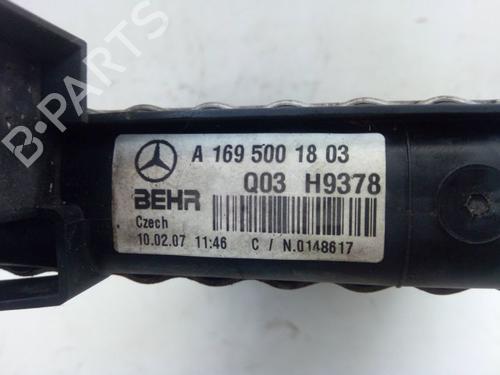 B-PARTS
A 169 500 18 03
BEHR Q03 H9378
Czech
10.02.07 11:46 C / N.0148617